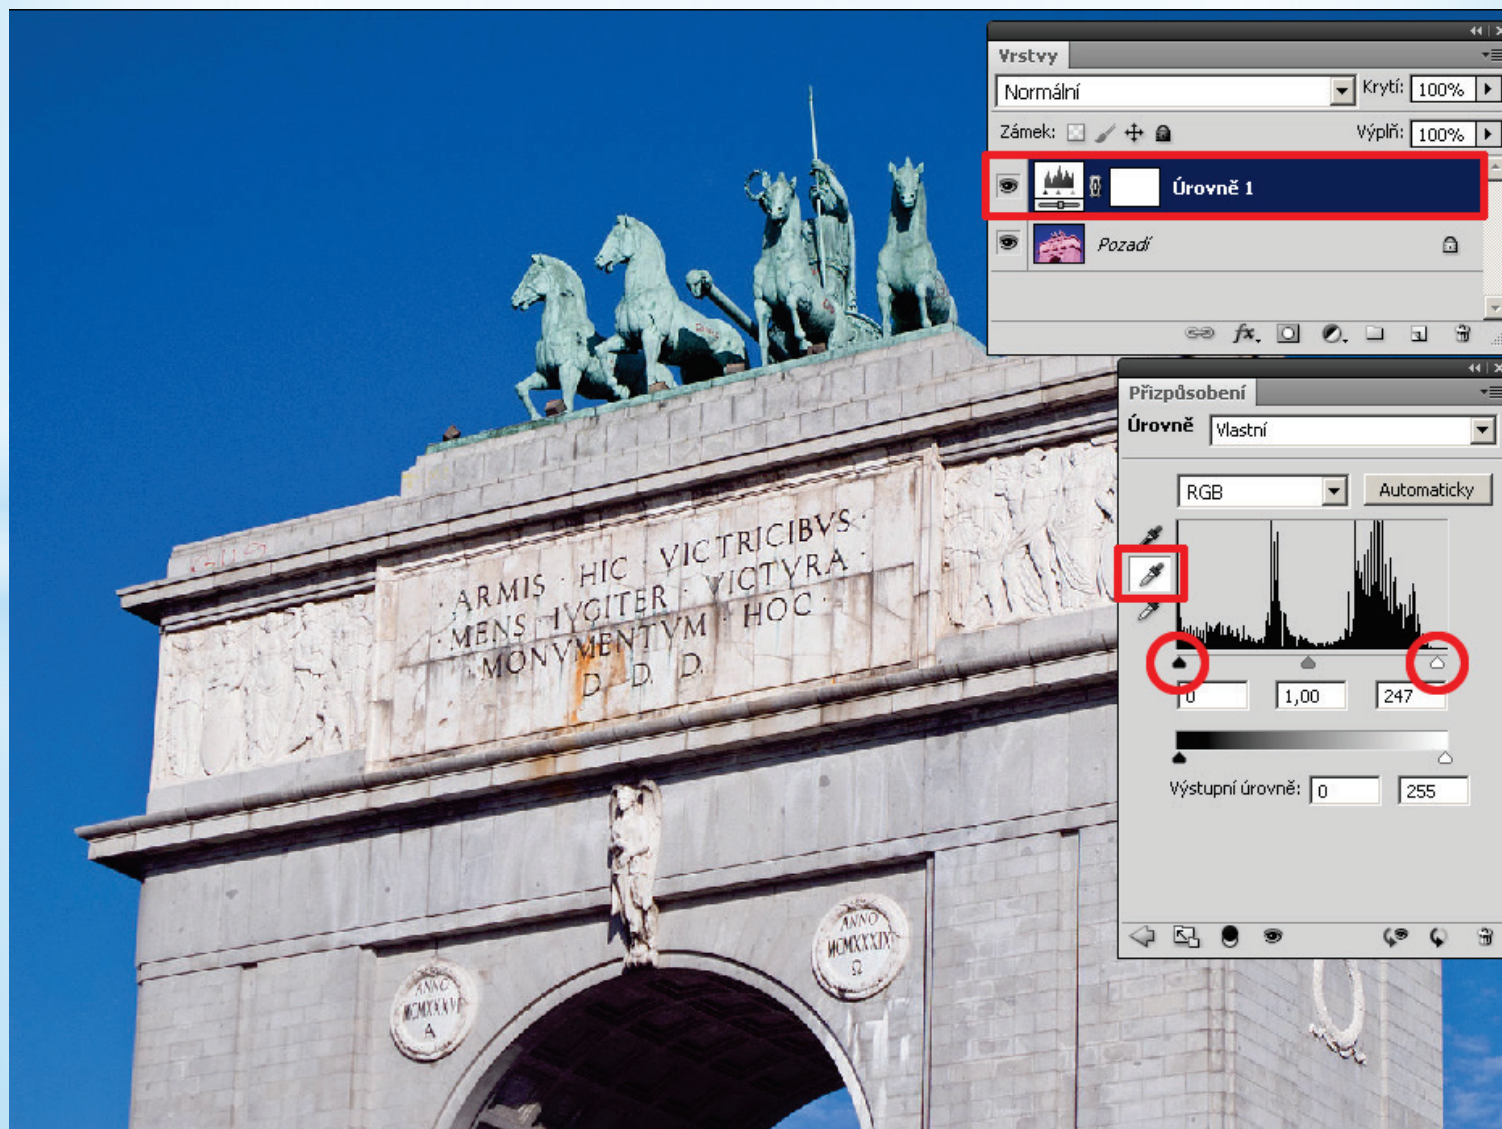 Vrstvy
Normální
Krytí: 100%
Zámek:
Výplň: 100%
Úrovně 1
Pozadí
fx.
Přizpůsobení
Úrovně Vlastní
RGB Automaticky
0 1,00 247
Výstupní úrovně: 0 255
· ARMIS · HIC · VICTRICIBVS ·
· MENS · IVGITER · VICTVRA ·
· MONVMENTVM · HOC ·
D. D. D.
ANNO
MCMXXXVI
A
ANNO
MCMXXXIX
Ω